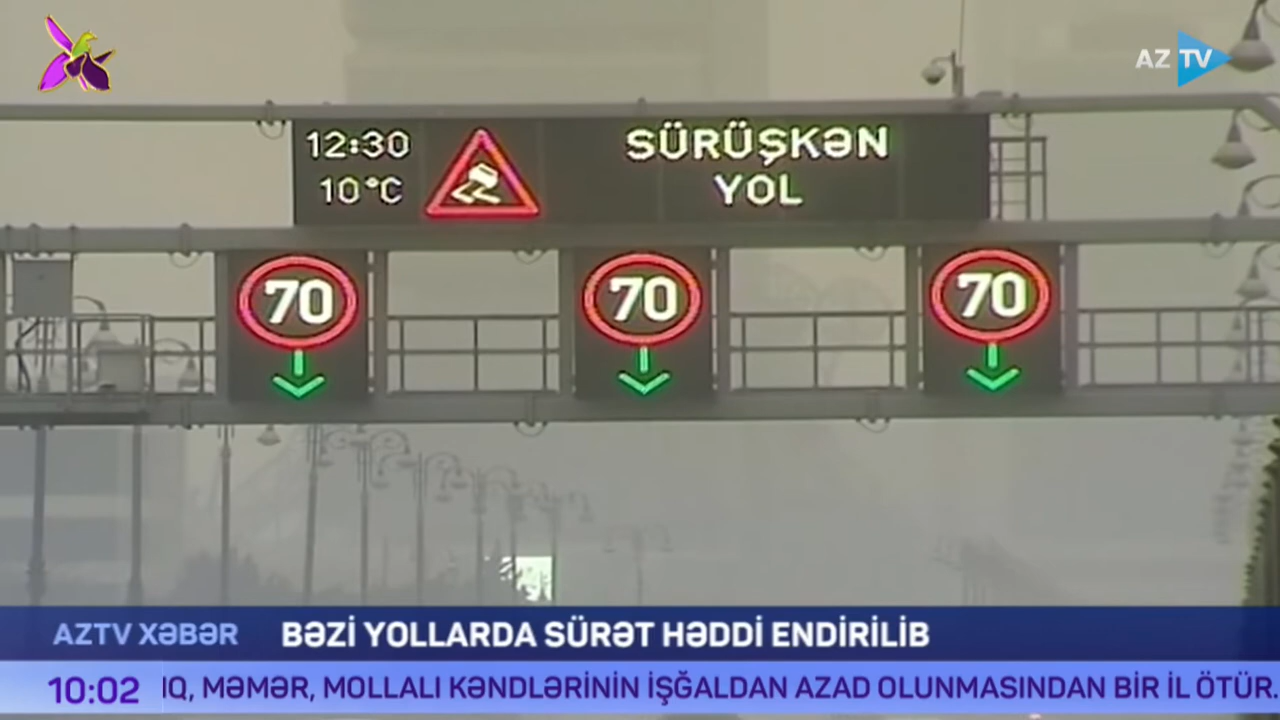 AZ TV
12:30
SÜRÜŞKƏN
10°C
YOL
70
70
70
AZTV XƏBƏR
BƏZİ YOLLARDA SÜRƏT HƏDDİ ENDİRİLİB
10:02
IQ, MƏMƏR, MOLLALI KƏNDLƏRİNİN İŞĞALDAN AZAD OLUNMASINDAN BİR İL ÖTÜR.